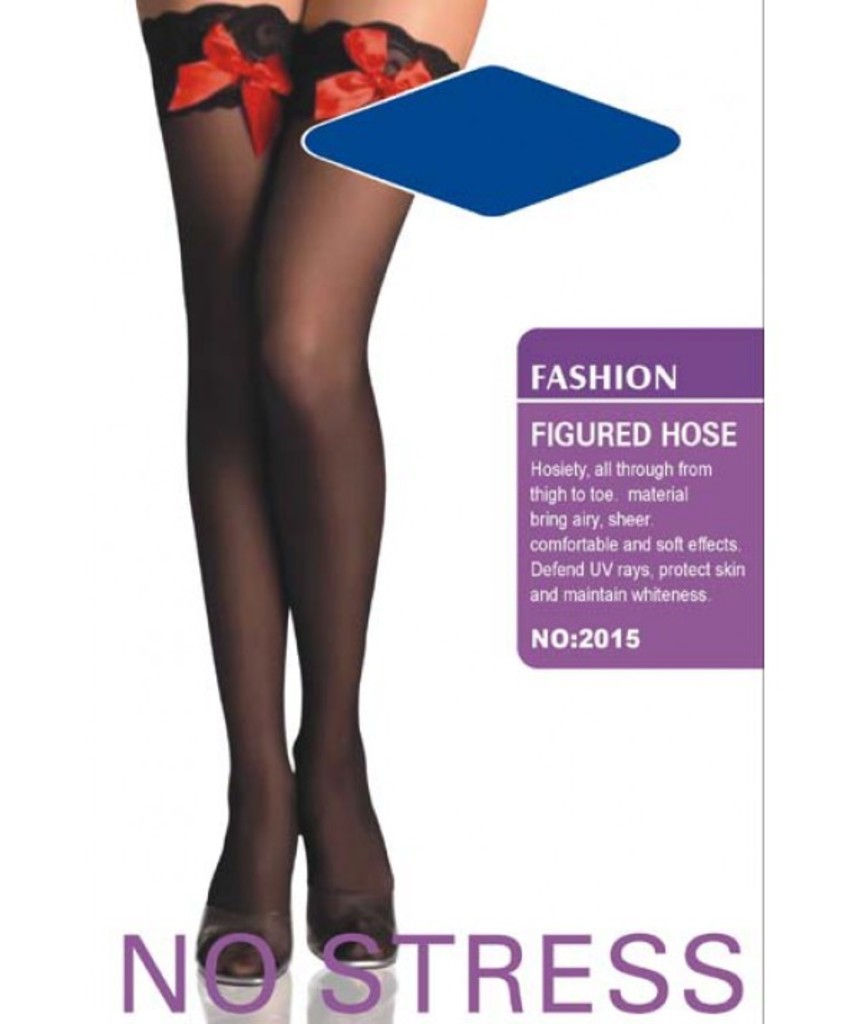 FASHION
FIGURED HOSE
Hosiety, all through from
thigh to toe. material
bring airy, sheer.
comfortable and soft effects.
Defend UV rays, protect skin
and maintain whiteness.
NO:2015
NO STRESS